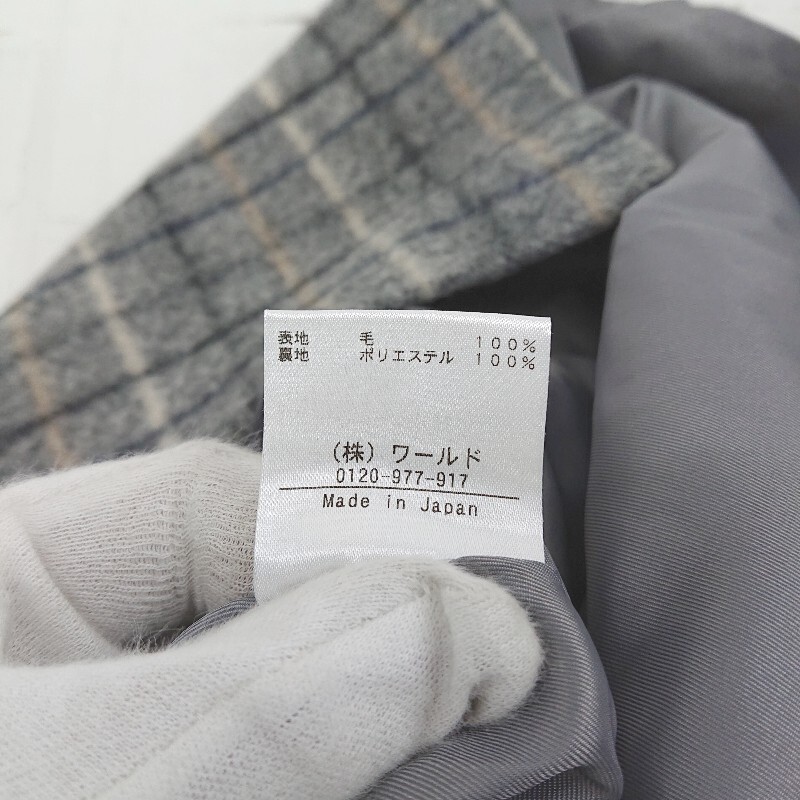 表地 毛 100%
裏地 ポリエステル 100%
(株) ワールド
0120-977-917
Made in Japan